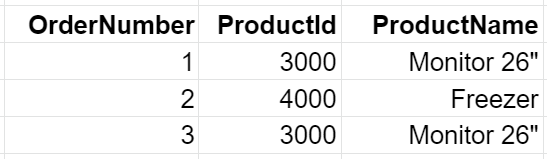 OrderNumber ProductId ProductName
1 3000 Monitor 26"
2 4000 Freezer
3 3000 Monitor 26"